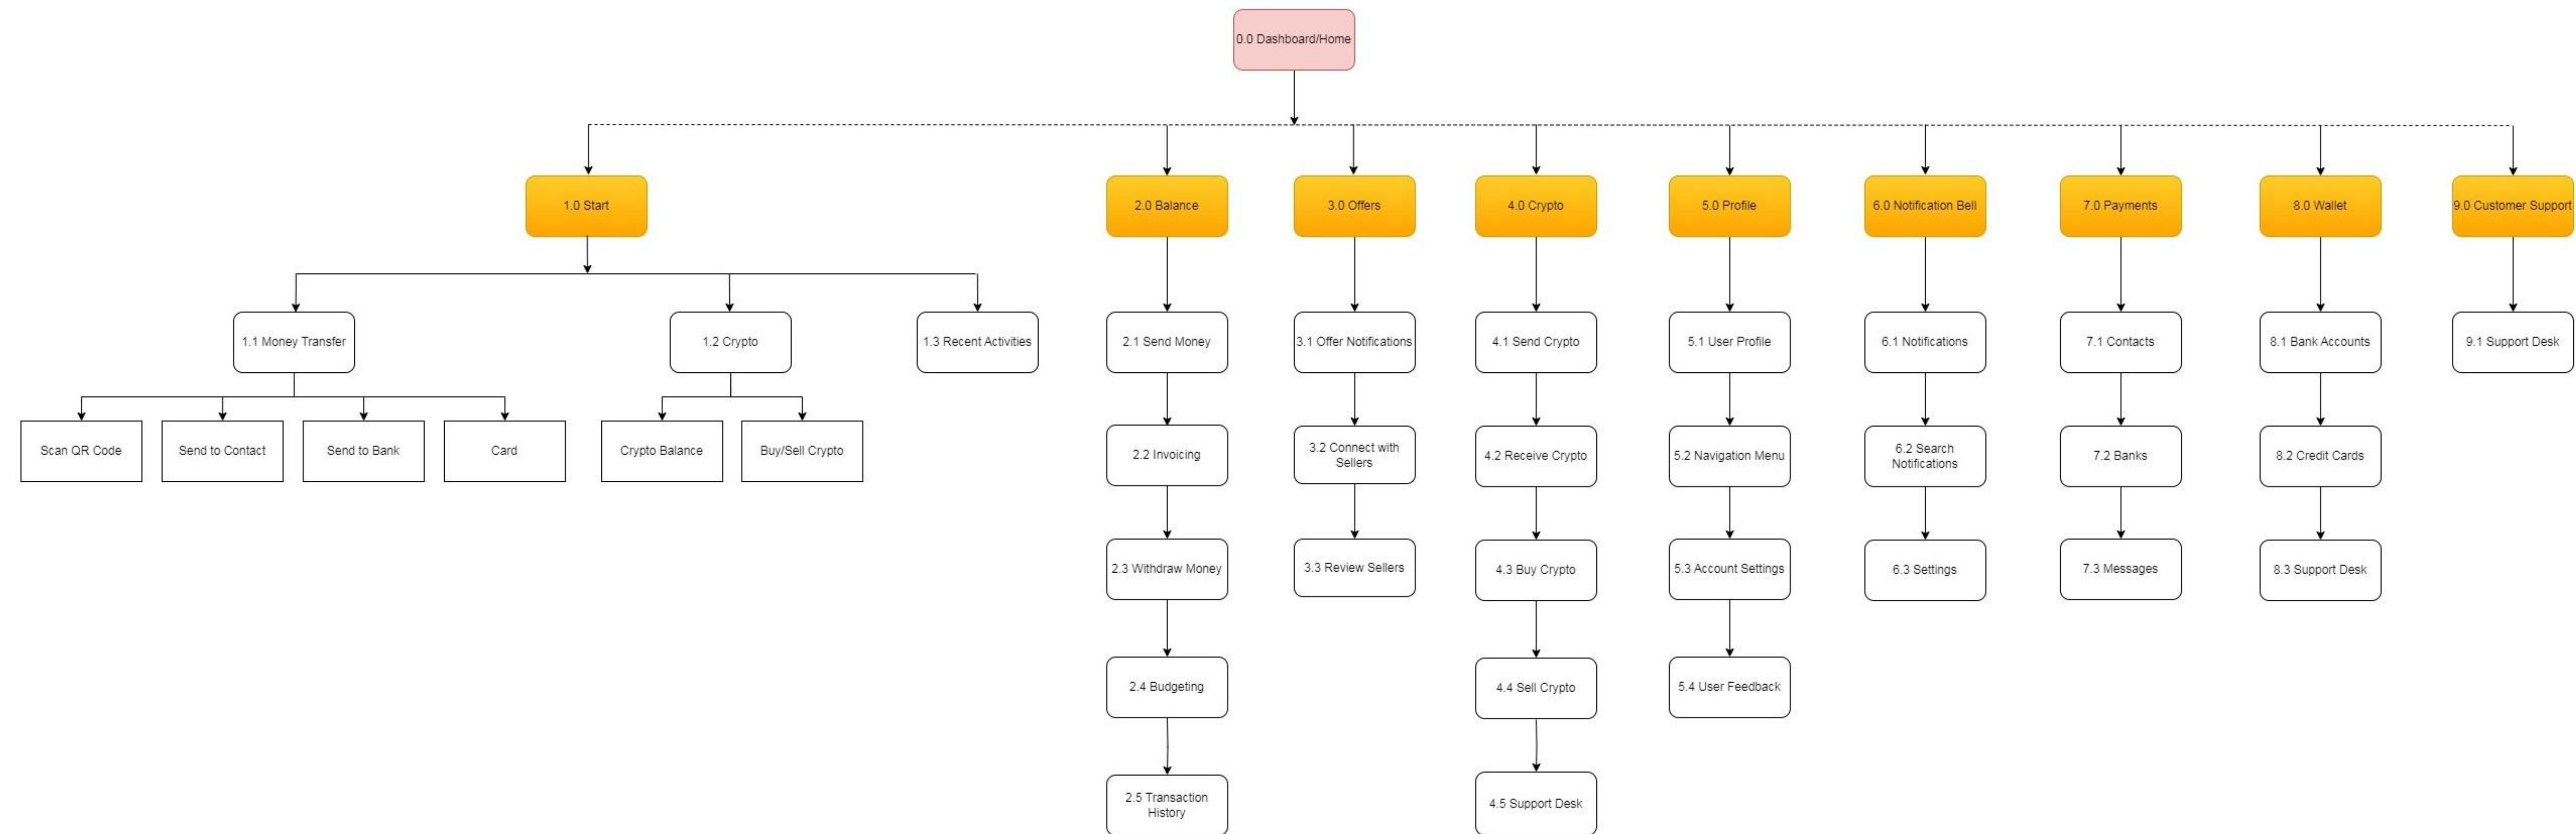 0.0 Dashboard/Home
1.0 Start
2.0 Balance
3.0 Offers
4.0 Crypto
5.0 Profile
6.0 Notification Bell
7.0 Payments
8.0 Wallet
9.0 Customer Support
1.1 Money Transfer
1.2 Crypto
1.3 Recent Activities
2.1 Send Money
3.1 Offer Notifications
4.1 Send Crypto
5.1 User Profile
6.1 Notifications
7.1 Contacts
8.1 Bank Accounts
9.1 Support Desk
Scan QR Code
Send to Contact
Send to Bank
Card
Crypto Balance
Buy/Sell Crypto
2.2 Invoicing
3.2 Connect with
Sellers
4.2 Receive Crypto
5.2 Navigation Menu
6.2 Search
Notifications
7.2 Banks
8.2 Credit Cards
2.3 Withdraw Money
3.3 Review Sellers
4.3 Buy Crypto
5.3 Account Settings
6.3 Settings
7.3 Messages
8.3 Support Desk
2.4 Budgeting
4.4 Sell Crypto
5.4 User Feedback
2.5 Transaction
History
4.5 Support Desk